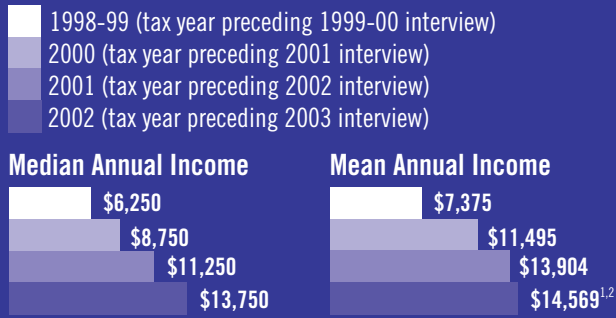 1998-99 (tax year preceding 1999-00 interview)
2000 (tax year preceding 2001 interview)
2001 (tax year preceding 2002 interview)
2002 (tax year preceding 2003 interview)
Median Annual Income
$6,250
$8,750
$11,250
$13,750
Mean Annual Income
$7,375
$11,495
$13,904
$14,569¹,²